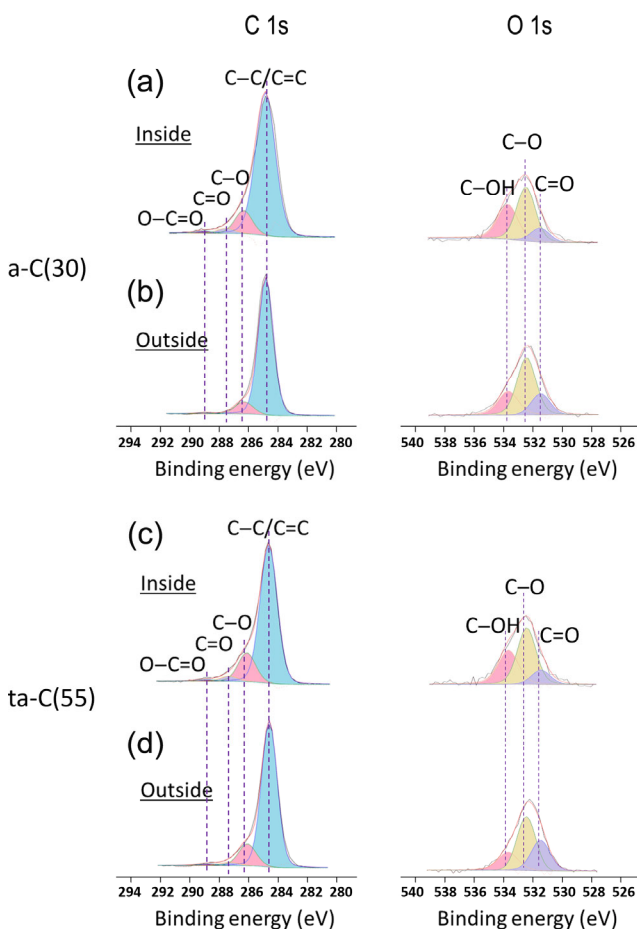 C 1s
O 1s
(a)
C−C/C=C
Inside
C−O
C=O
O−C=O
C−O
C−OH
C=O
a-C(30)
(b)
Outside
294 292 290 288 286 284 282 280
Binding energy (eV)
540 538 536 534 532 530 528 526
Binding energy (eV)
(c)
C−C/C=C
Inside
C−O
C=O
O−C=O
C−O
C−OH
C=O
ta-C(55)
(d)
Outside
294 292 290 288 286 284 282 280
Binding energy (eV)
540 538 536 534 532 530 528 526
Binding energy (eV)